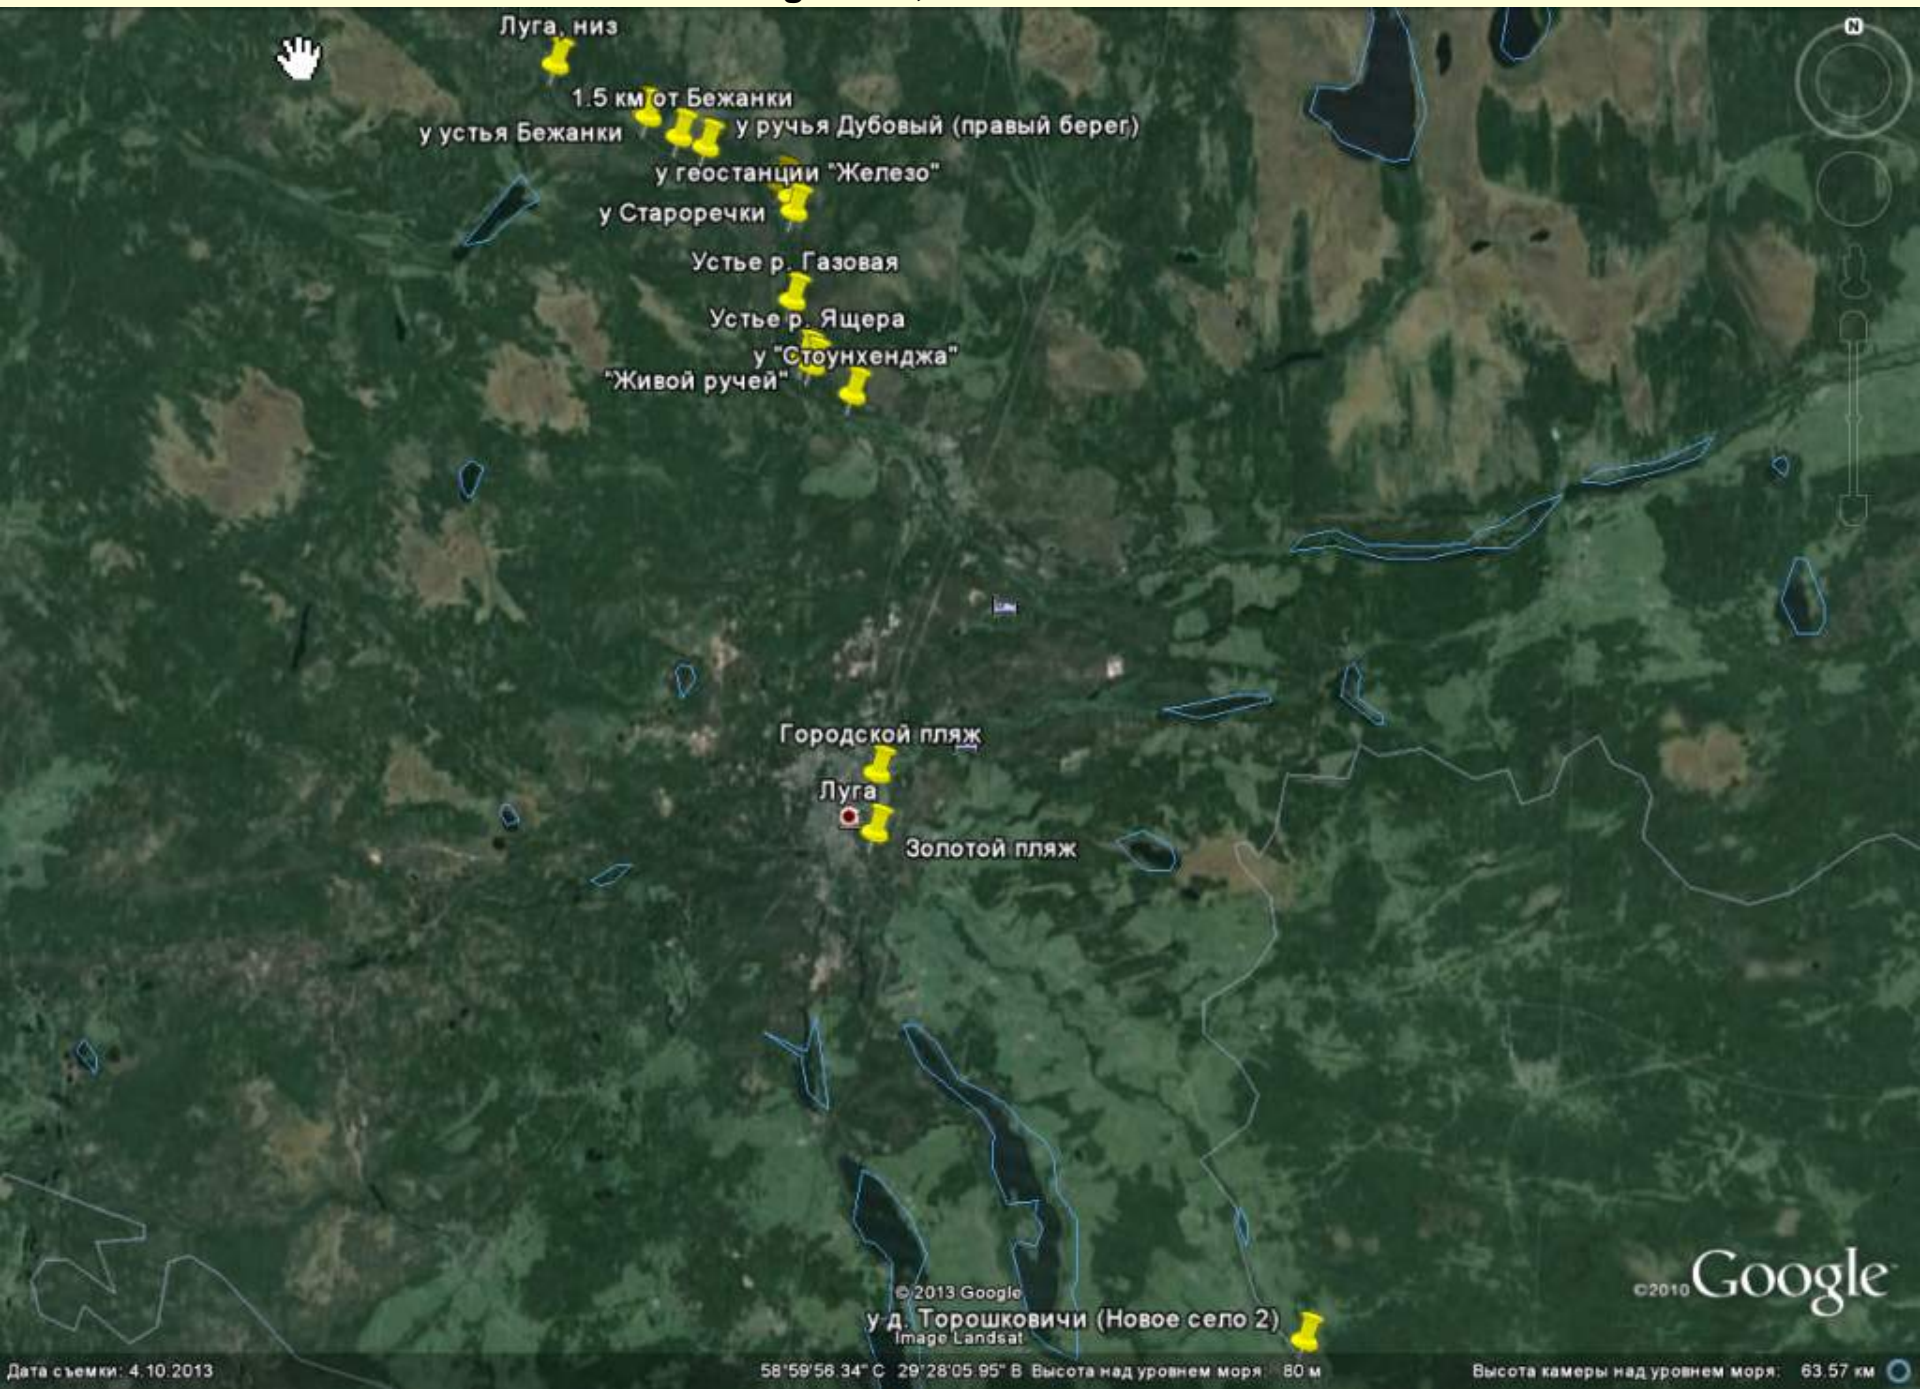 Луга, низ
1.5 км от Бежанки
у устья Бежанки
у ручья Дубовый (правый берег)
у геостанции "Железо"
у Староречки
Устье р. Газовая
Устье р. Ящера
у "Стоунхенджа"
"Живой ручей"
Городской пляж
Луга
Золотой пляж
© 2013 Google
у д. Торошковичи (Новое село 2)
Image Landsat
©2010 Google
N
Дата съемки: 4.10.2013
58°59'56.34" С 29°28'05.95" В Высота над уровнем моря: 80 м
Высота камеры над уровнем моря: 63.57 км